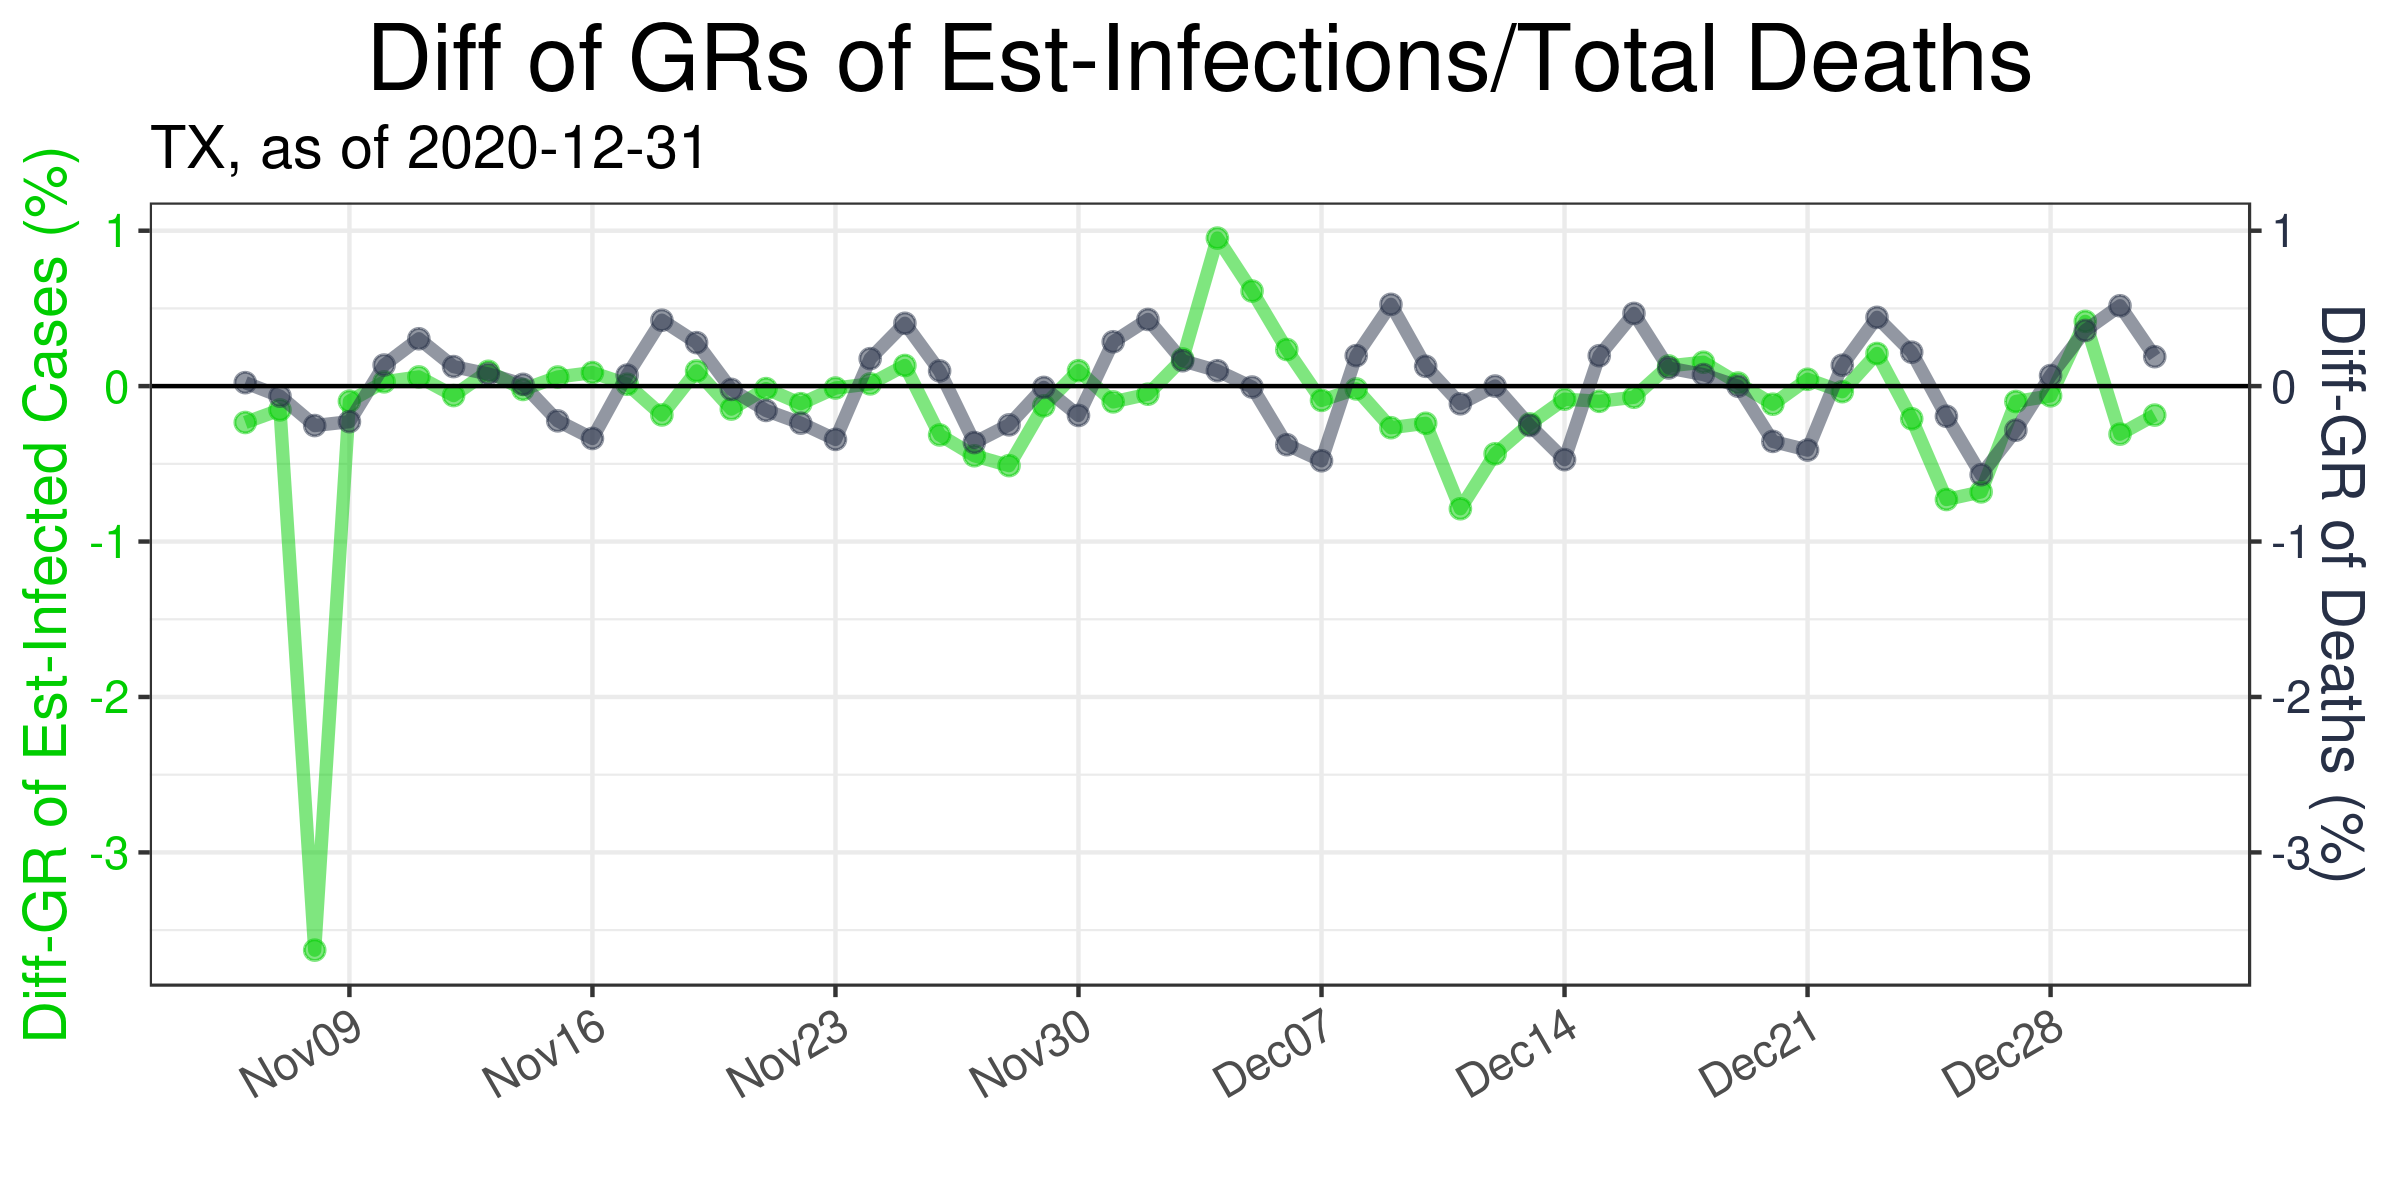 Diff of GRs of Est-Infections/Total Deaths
TX, as of 2020-12-31
Diff-GR of Est-Infected Cases (%)
1
0
-1
-2
-3
1
0
-1
-2
-3
Diff-GR of Deaths (%)
Nov09
Nov16
Nov23
Nov30
Dec07
Dec14
Dec21
Dec28